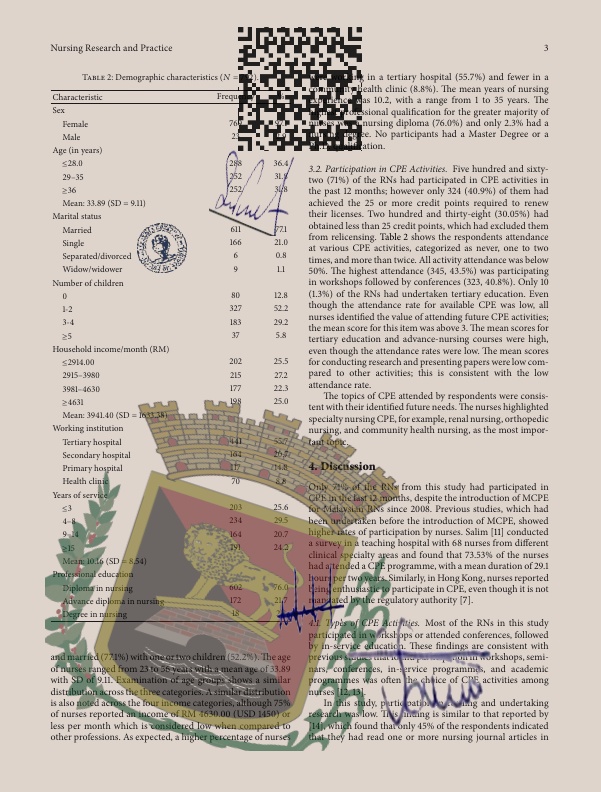 Nursing Research and Practice
3
TABLE 2: Demographic characteristics (N =
Characteristic
Sex
Female
Male
Age (in years)
≤28.0 288 36.4
29–35 252 31.8
≥36 252 31.8
Mean: 33.89 (SD = 9.11)
Marital status
Married 611 77.1
Single 166 21.0
Separated/divorced 6 0.8
Widow/widower 9 1.1
Number of children
0 80 12.8
1-2 327 52.2
3-4 183 29.2
≥5 37 5.8
Household income/month (RM)
≤2914.00 202 25.5
2915–3980 215 27.2
3981–4630 177 22.3
≥4631 198 25.0
Mean: 3941.40 (SD = 1633.38)
Working institution
Tertiary hospital 441 55.7
Secondary hospital 164 20.7
Primary hospital 117 14.8
Health clinic 70 8.8
Years of service
≤3 203 25.6
4–8 234 29.5
9–14 164 20.7
≥15 191 24.2
Mean: 10.16 (SD = 8.54)
Professional education
Diploma in nursing 602 76.0
Advance diploma in nursing 172 21.7
Degree in nursing 18
and married (77.1%) with one or two children (52.2%). The age
of nurses ranged from 23 to 56 years with a mean age of 33.89
with SD of 9.11. Examination of age groups shows a similar
distribution across the three categories. A similar distribution
is also noted across the four income categories, although 75%
of nurses reported an income of RM 4630.00 (USD 1450) or
less per month which is considered low when compared to
other professions. As expected, a higher percentage of nurses
in a tertiary hospital (55.7%) and fewer in a
health clinic (8.8%). The mean years of nursing
was 10.2, with a range from 1 to 35 years. The
professional qualification for the greater majority of
nursing diploma (76.0%) and only 2.3% had a
degree. No participants had a Master Degree or a
3.2. Participation in CPE Activities. Five hundred and sixty-
two (71%) of the RNs had participated in CPE activities in
the past 12 months; however only 324 (40.9%) of them had
achieved the 25 or more credit points required to renew
their licenses. Two hundred and thirty-eight (30.05%) had
obtained less than 25 credit points, which had excluded them
from relicensing. Table 2 shows the respondents attendance
at various CPE activities, categorized as never, one to two
times, and more than twice. All activity attendance was below
50%. The highest attendance (345, 43.5%) was participating
in workshops followed by conferences (323, 40.8%). Only 10
(1.3%) of the RNs had undertaken tertiary education. Even
though the attendance rate for available CPE was low, all
nurses identified the value of attending future CPE activities;
the mean score for this item was above 3. The mean scores for
tertiary education and advance-nursing courses were high,
even though the attendance rates were low. The mean scores
for conducting research and presenting papers were low com-
pared to other activities; this is consistent with the low
attendance rate.
The topics of CPE attended by respondents were consis-
tent with their identified future needs. The nurses highlighted
specialty nursing CPE, for example, renal nursing, orthopedic
nursing, and community health nursing, as the most impor-
tant topic.
4. Discussion
Only 71% of the RNs from this study had participated in
CPE in the last 12 months, despite the introduction of MCPE
for Malaysian RNs since 2008. Previous studies, which had
been undertaken before the introduction of MCPE, showed
higher rates of participation by nurses. Salim [11] conducted
a survey in a teaching hospital with 68 nurses from different
clinical specialty areas and found that 73.53% of the nurses
had attended a CPE programme, with a mean duration of 29.1
hours per two years. Similarly, in Hong Kong, nurses reported
being enthusiastic to participate in CPE, even though it is not
mandated by the regulatory authority [7].
4.1. Types of CPE Activities. Most of the RNs in this study
participated in workshops or attended conferences, followed
by in-service education. These findings are consistent with
previous studies that found participation in workshops, semi-
nars, conferences, in-service programs, and academic
programmes was often the choice of CPE activities among
nurses [12, 13].
In this study, participation in reading and undertaking
research was low. This finding is similar to that reported by
[14], which found that only 45% of the respondents indicated
that they had read one or more nursing journal articles in